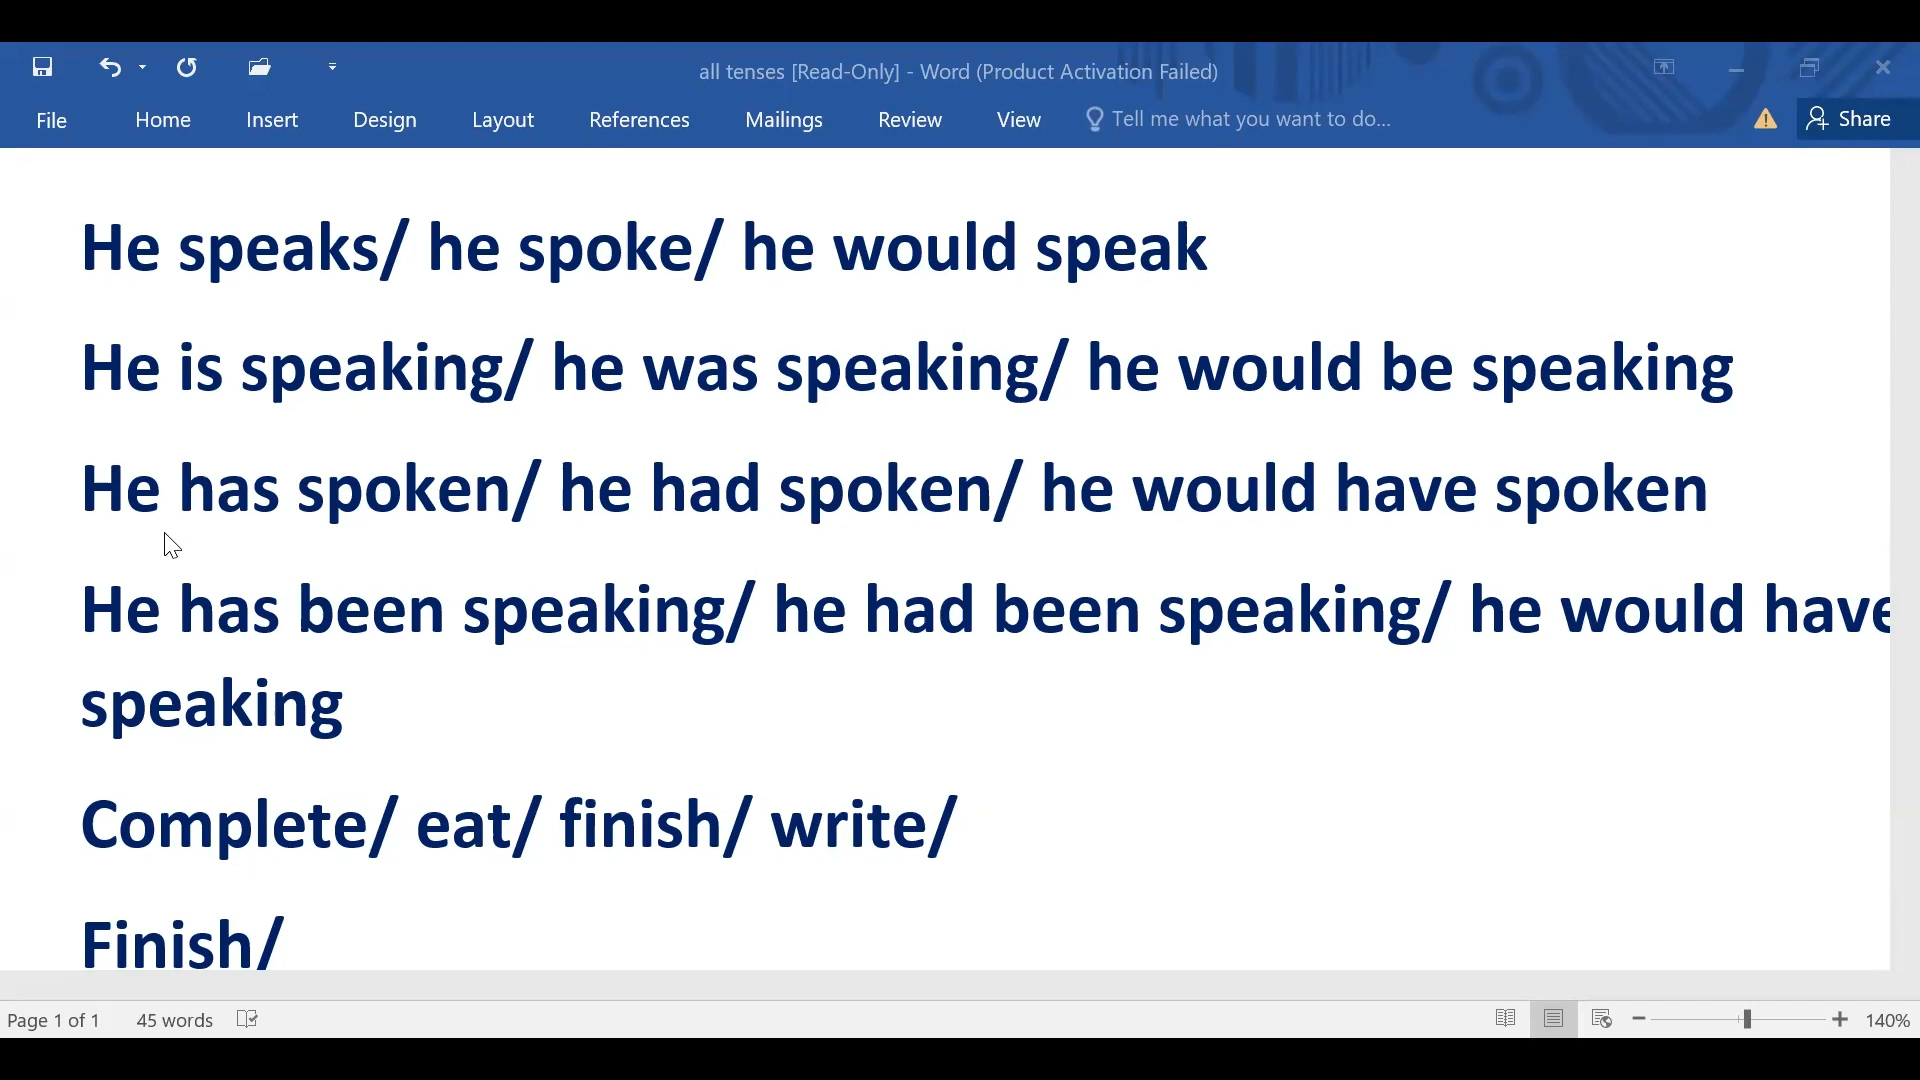 all tenses [Read-Only] - Word (Product Activation Failed)
File Home Insert Design Layout References Mailings Review View Tell me what you want to do... Share
He speaks/ he spoke/ he would speak
He is speaking/ he was speaking/ he would be speaking
He has spoken/ he had spoken/ he would have spoken
He has been speaking/ he had been speaking/ he would have
speaking
Complete/ eat/ finish/ write/
Finish/
Page 1 of 1 45 words 140%